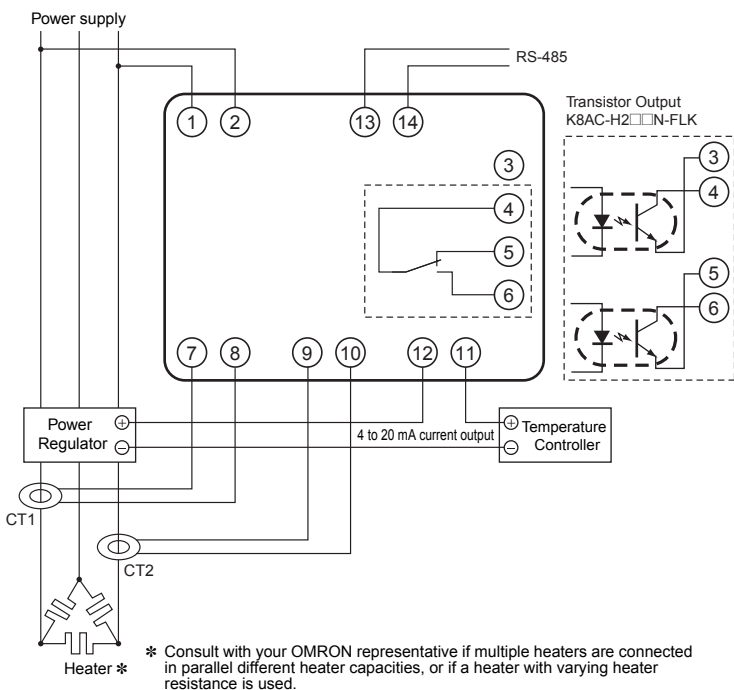 Power supply
RS-485
1
2
13
14
Transistor Output
K8AC-H2□□N-FLK
3
4
5
6
3
4
5
6
7
8
9
10
12
11
Power
Regulator
+
−
4 to 20 mA current output
+
−
Temperature
Controller
CT1
CT2
Heater ✻
✻ Consult with your OMRON representative if multiple heaters are connected
in parallel different heater capacities, or if a heater with varying heater
resistance is used.